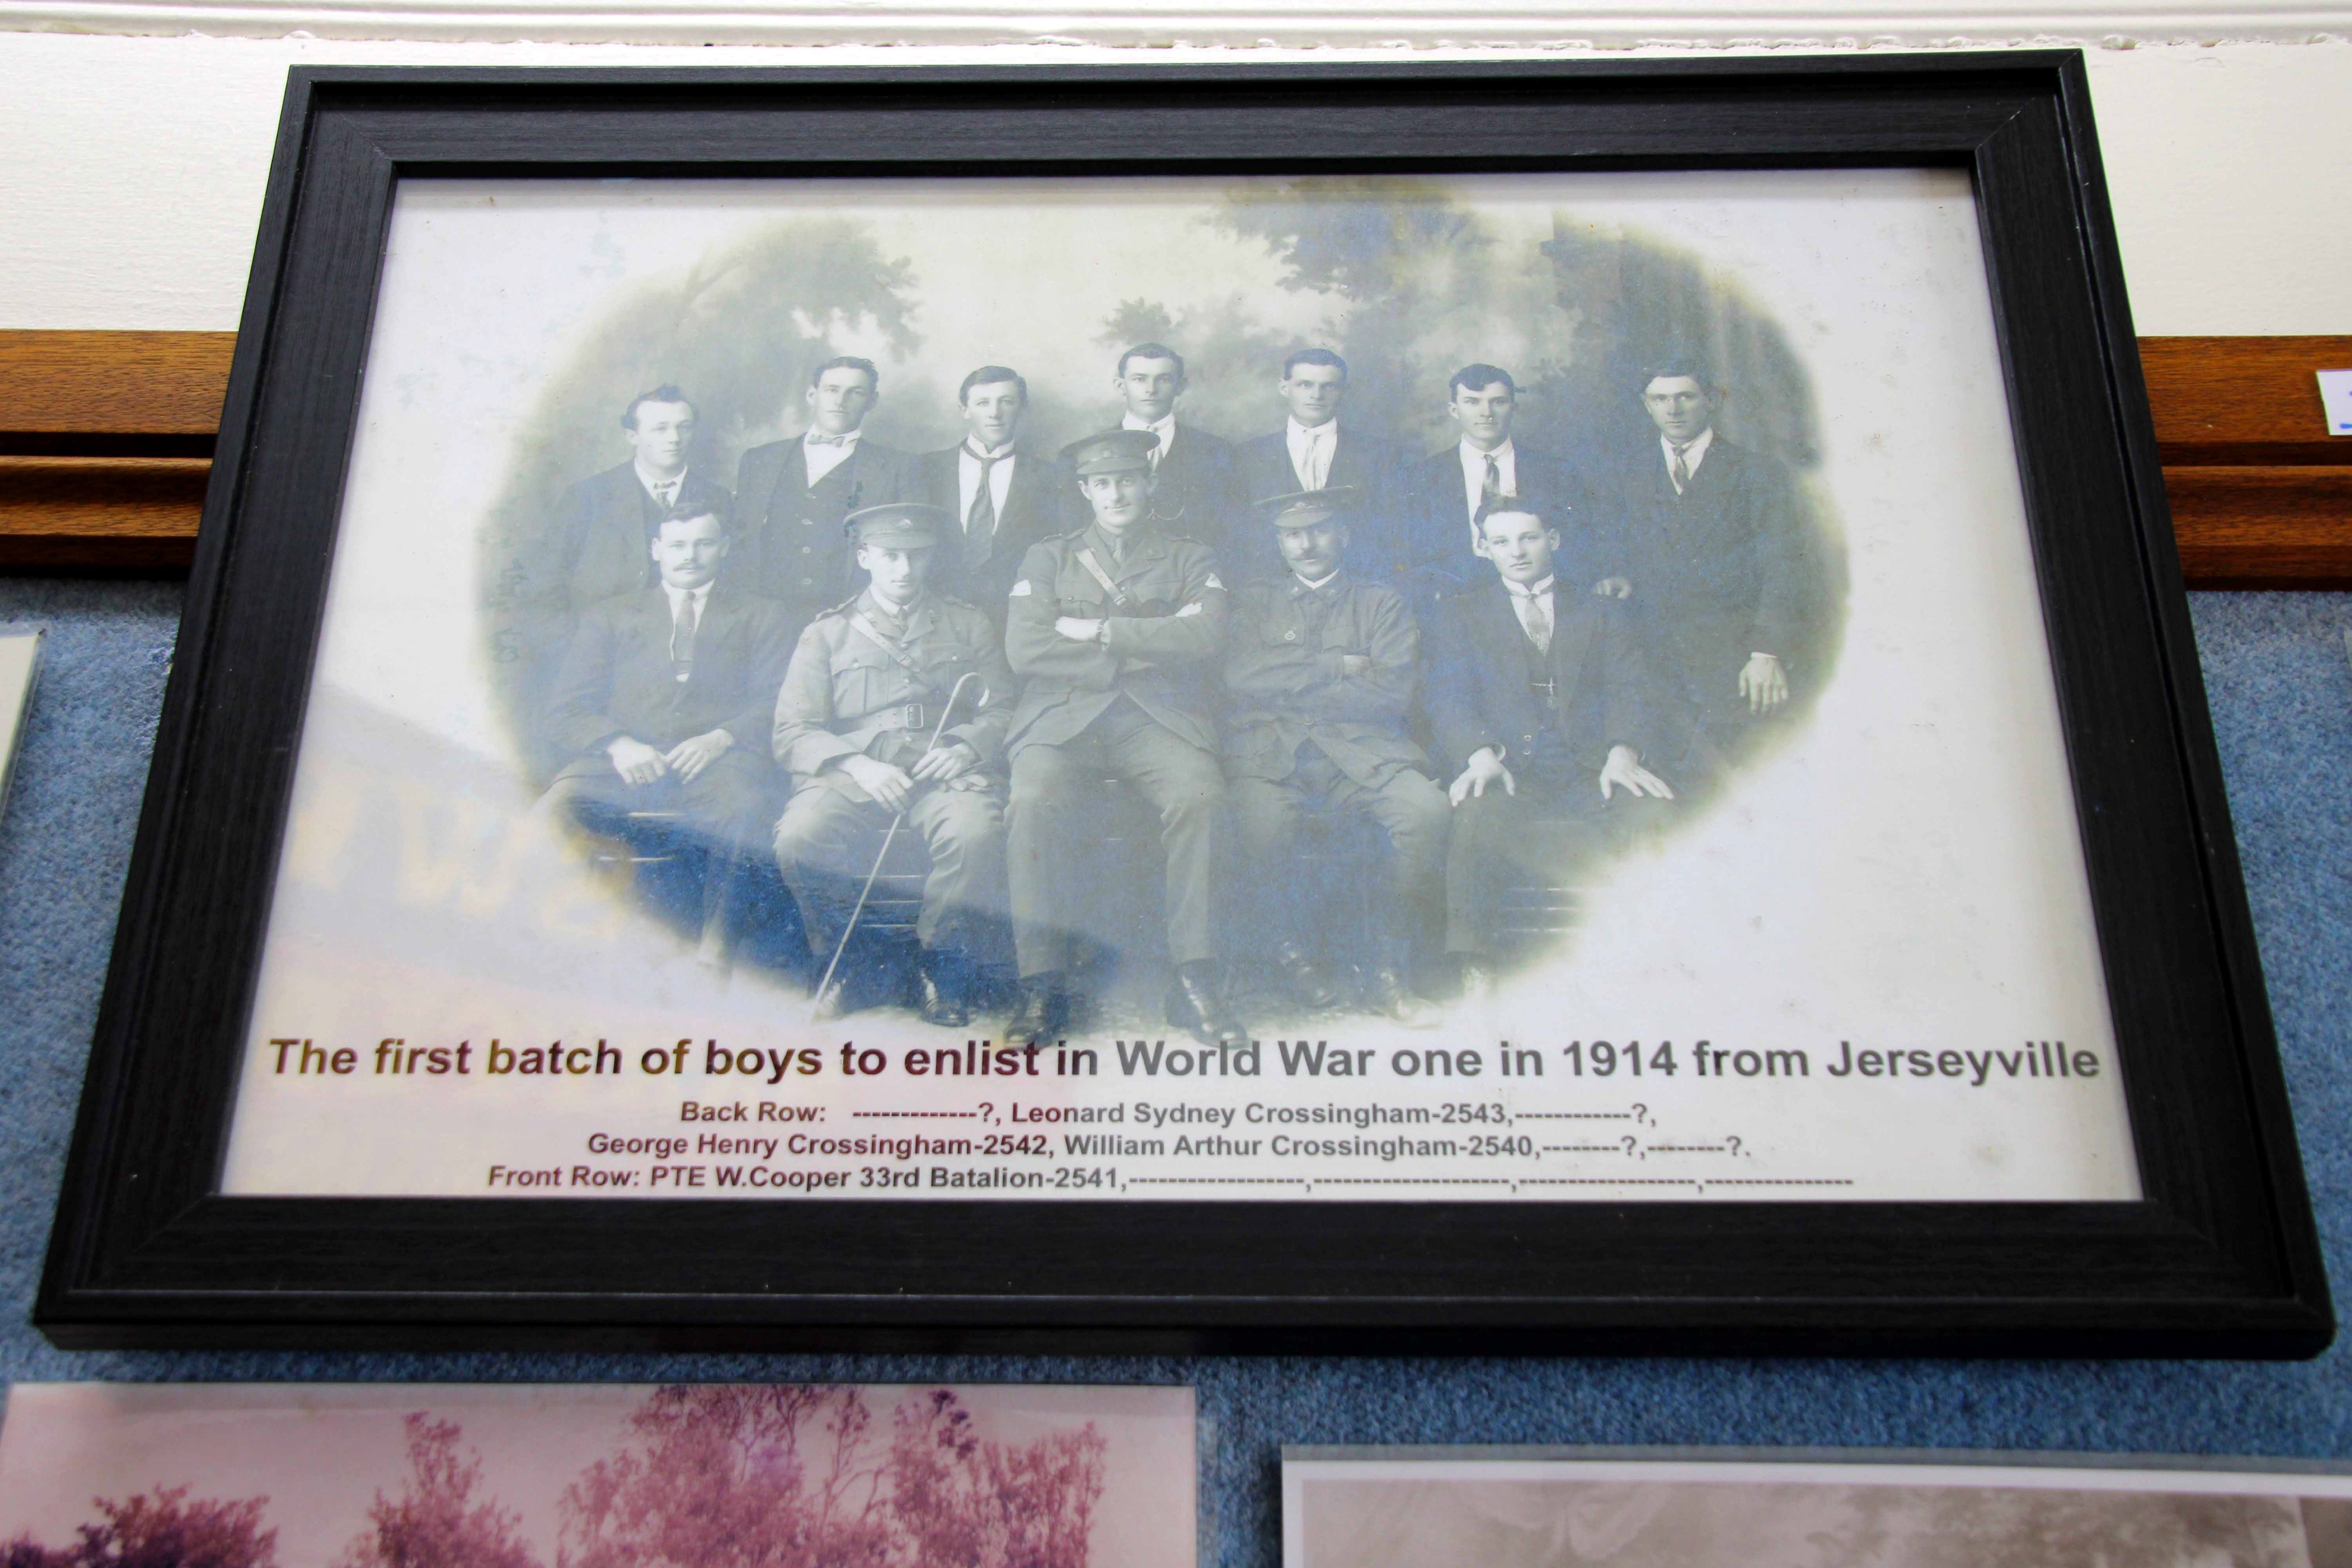 The first batch of boys to enlist in World War one in 1914 from Jerseyville
Back Row: -------------?, Leonard Sydney Crossingham-2543,------------?,
George Henry Crossingham-2542, William Arthur Crossingham-2540,--------?,--------?.
Front Row: PTE W.Cooper 33rd Batalion-2541,------------------,--------------------,------------------,---------------